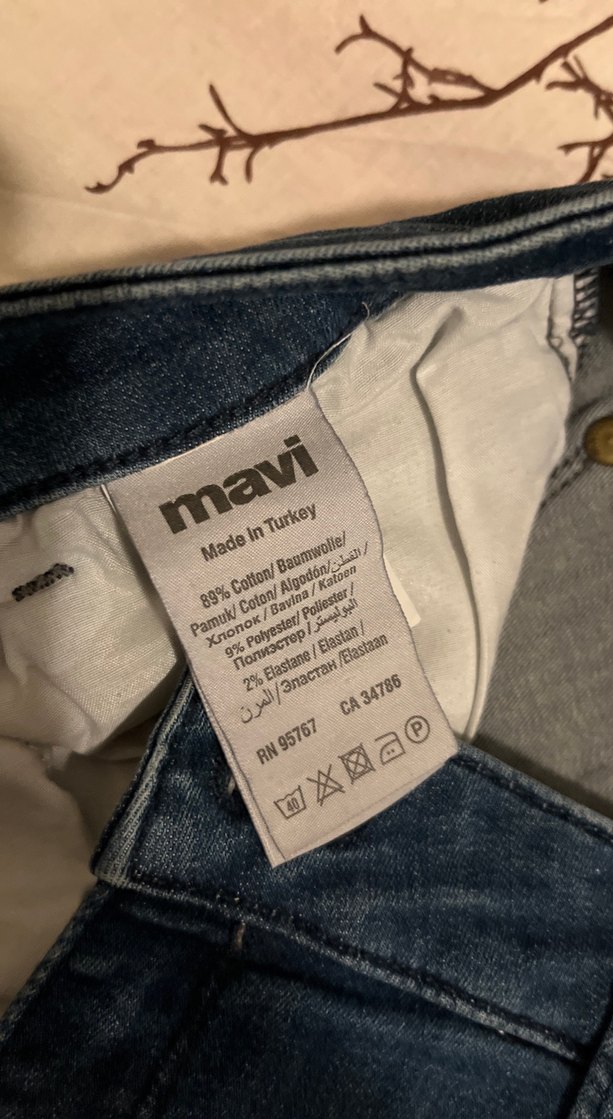 mavi
Made In Turkey
89% Cotton/ Baumwolle/
Pamuk/ Coton/ Algodón/ القطن /
Хлопок / Bavlna / Katoen
9% Polyester/ Poliester /
Полиэстер / البوليستر
2% Elastane / Elastan /
المرن / Эластан /Elastaan
RN 95767 CA 34786
40 P